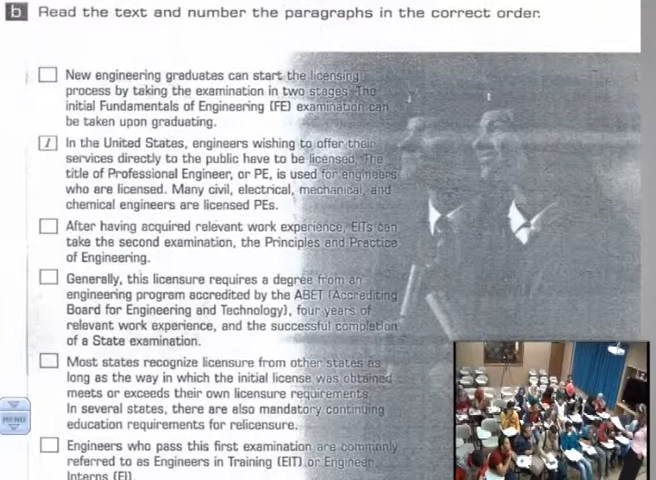 b Read the text and number the paragraphs in the correct order.
New engineering graduates can start the licensing
process by taking the examination in two stages. The
initial Fundamentals of Engineering (FE) examination can
be taken upon graduating.
1 In the United States, engineers wishing to offer their
services directly to the public have to be licensed. The
title of Professional Engineer, or PE, is used for engineers
who are licensed. Many civil, electrical, mechanical, and
chemical engineers are licensed PEs.
After having acquired relevant work experience, EITs can
take the second examination, the Principles and Practice
of Engineering.
Generally, this licensure requires a degree from an
engineering program accredited by the ABET (Accrediting
Board for Engineering and Technology), four years of
relevant work experience, and the successful completion
of a State examination.
Most states recognize licensure from other states as
long as the way in which the initial license was obtained
meets or exceeds their own licensure requirements.
In several states, there are also mandatory continuing
education requirements for relicensure.
MENU
Engineers who pass this first examination are commonly
referred to as Engineers in Training (EIT) or Engineer
Interns (EI).